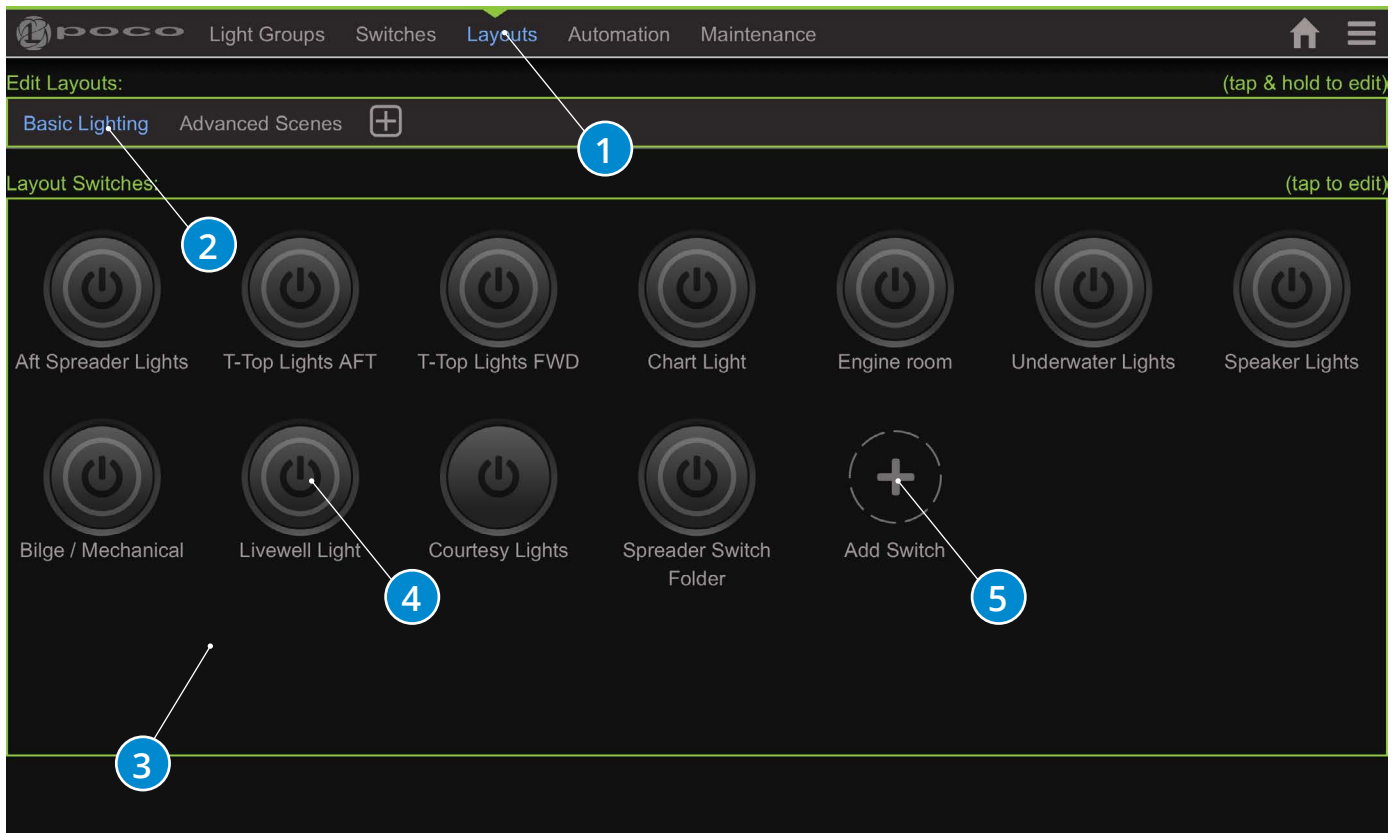 poco Light Groups Switches Layouts Automation Maintenance
Edit Layouts: (tap & hold to edit)
Basic Lighting Advanced Scenes
1
Layout Switches: (tap to edit)
2
Aft Spreader Lights T-Top Lights AFT T-Top Lights FWD Chart Light Engine room Underwater Lights Speaker Lights
Bilge / Mechanical Livewell Light Courtesy Lights Spreader Switch Folder Add Switch
4 5
3